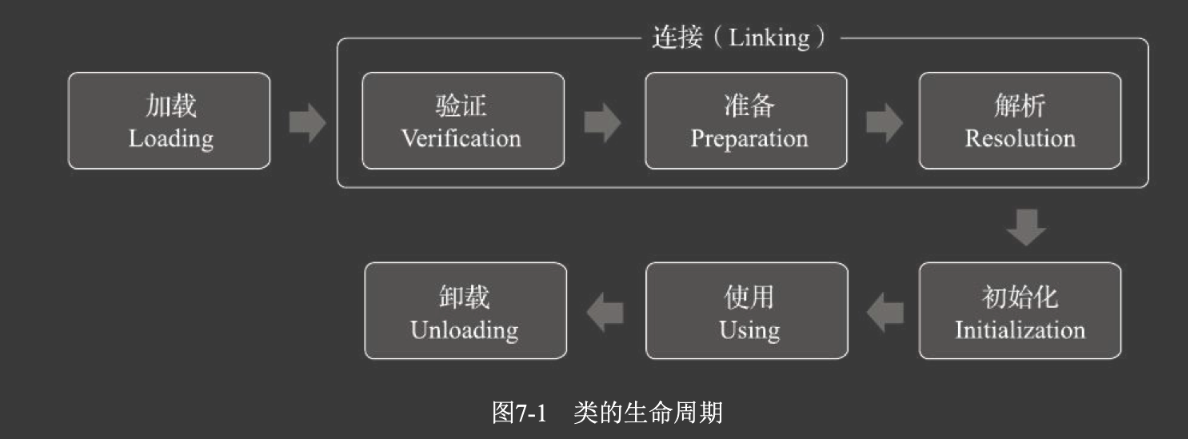 连接（Linking）
加载
Loading
验证
Verification
准备
Preparation
解析
Resolution
卸载
Unloading
使用
Using
初始化
Initialization
图7-1 类的生命周期